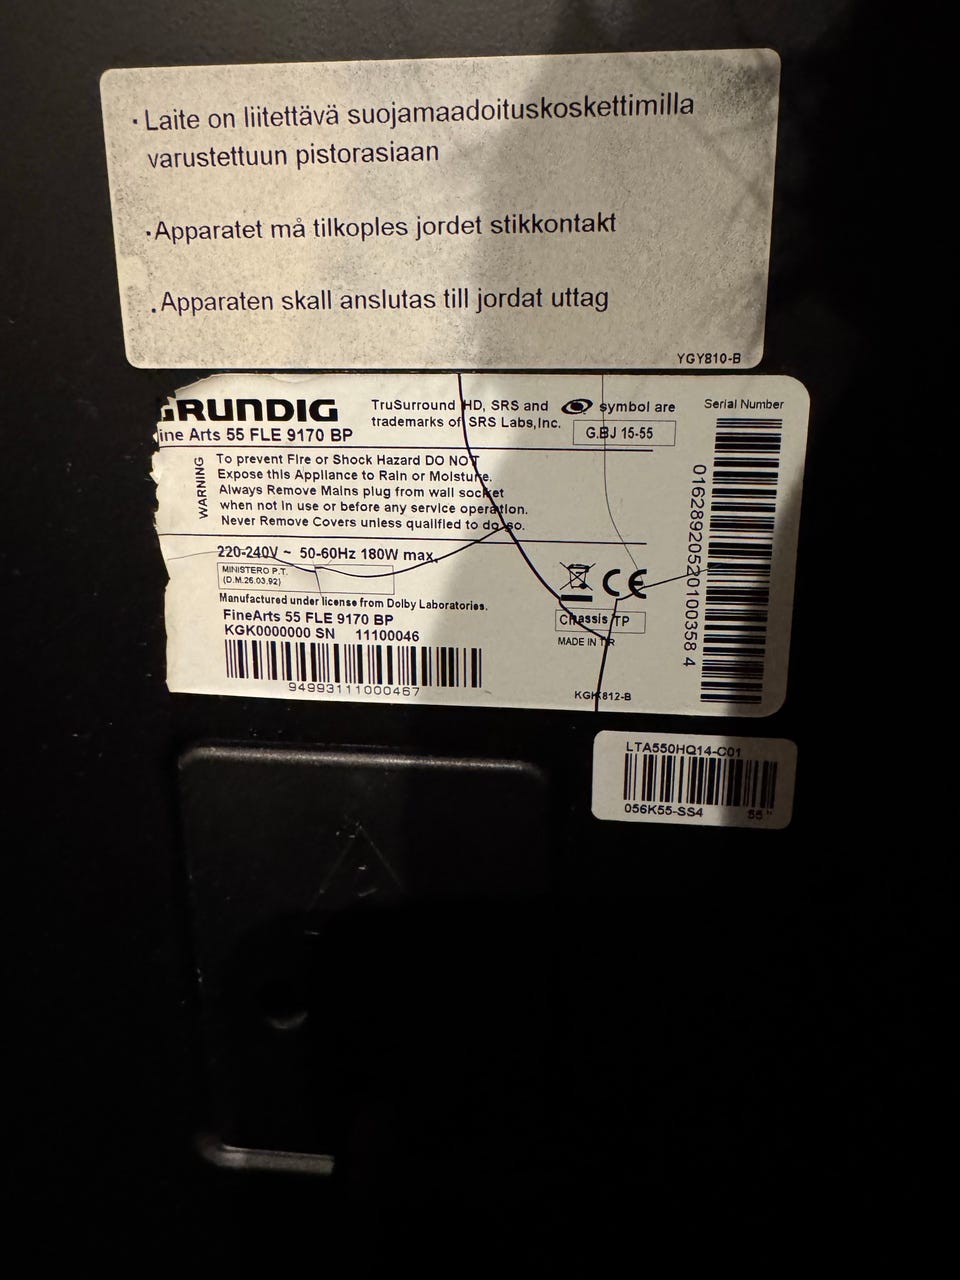 · Laite on liitettävä suojamaadoituskoskettimilla
varustettuun pistorasiaan
· Apparatet må tilkoples jordet stikkontakt
. Apparaten skall anslutas till jordat uttag
YGY810-B
GRUNDIG
ine Arts 55 FLE 9170 BP
TruSurround HD, SRS and symbol are
trademarks of SRS Labs,Inc.
G.BJ 15-55
Serial Number
01628920520100358 4
WARNING
To prevent Fire or Shock Hazard DO NOT
Expose this Appliance to Rain or Moisture.
Always Remove Mains plug from wall socket
when not in use or before any service operation.
Never Remove Covers unless qualified to do so.
220-240V ~ 50-60Hz 180W max.
MINISTERO P.T.
(D.M.26.03.92)
Manufactured under license from Dolby Laboratories.
FineArts 55 FLE 9170 BP
KGK0000000 SN 11100046
94993111000467
CE
Chassis TP
MADE IN TR
KGK812-B
LTA550HQ14-C01
056K55-SS4 55"